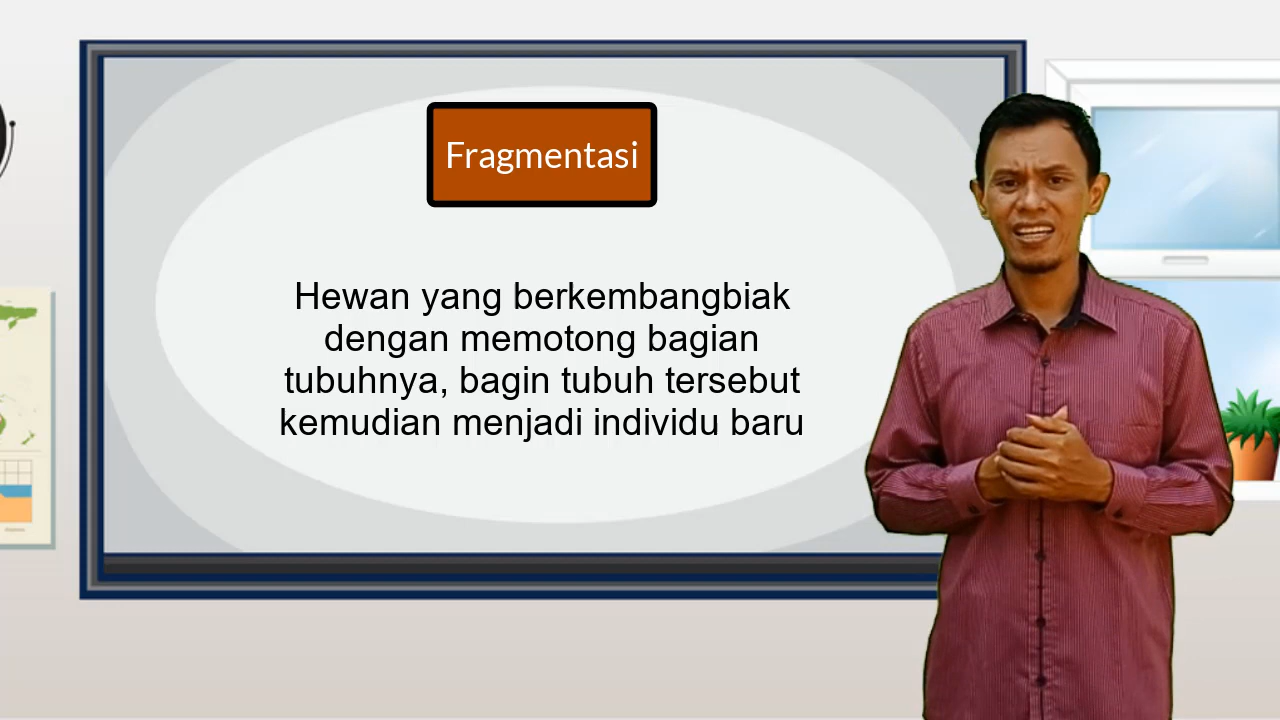 Fragmentasi
Hewan yang berkembangbiak
dengan memotong bagian
tubuhnya, bagin tubuh tersebut
kemudian menjadi individu baru